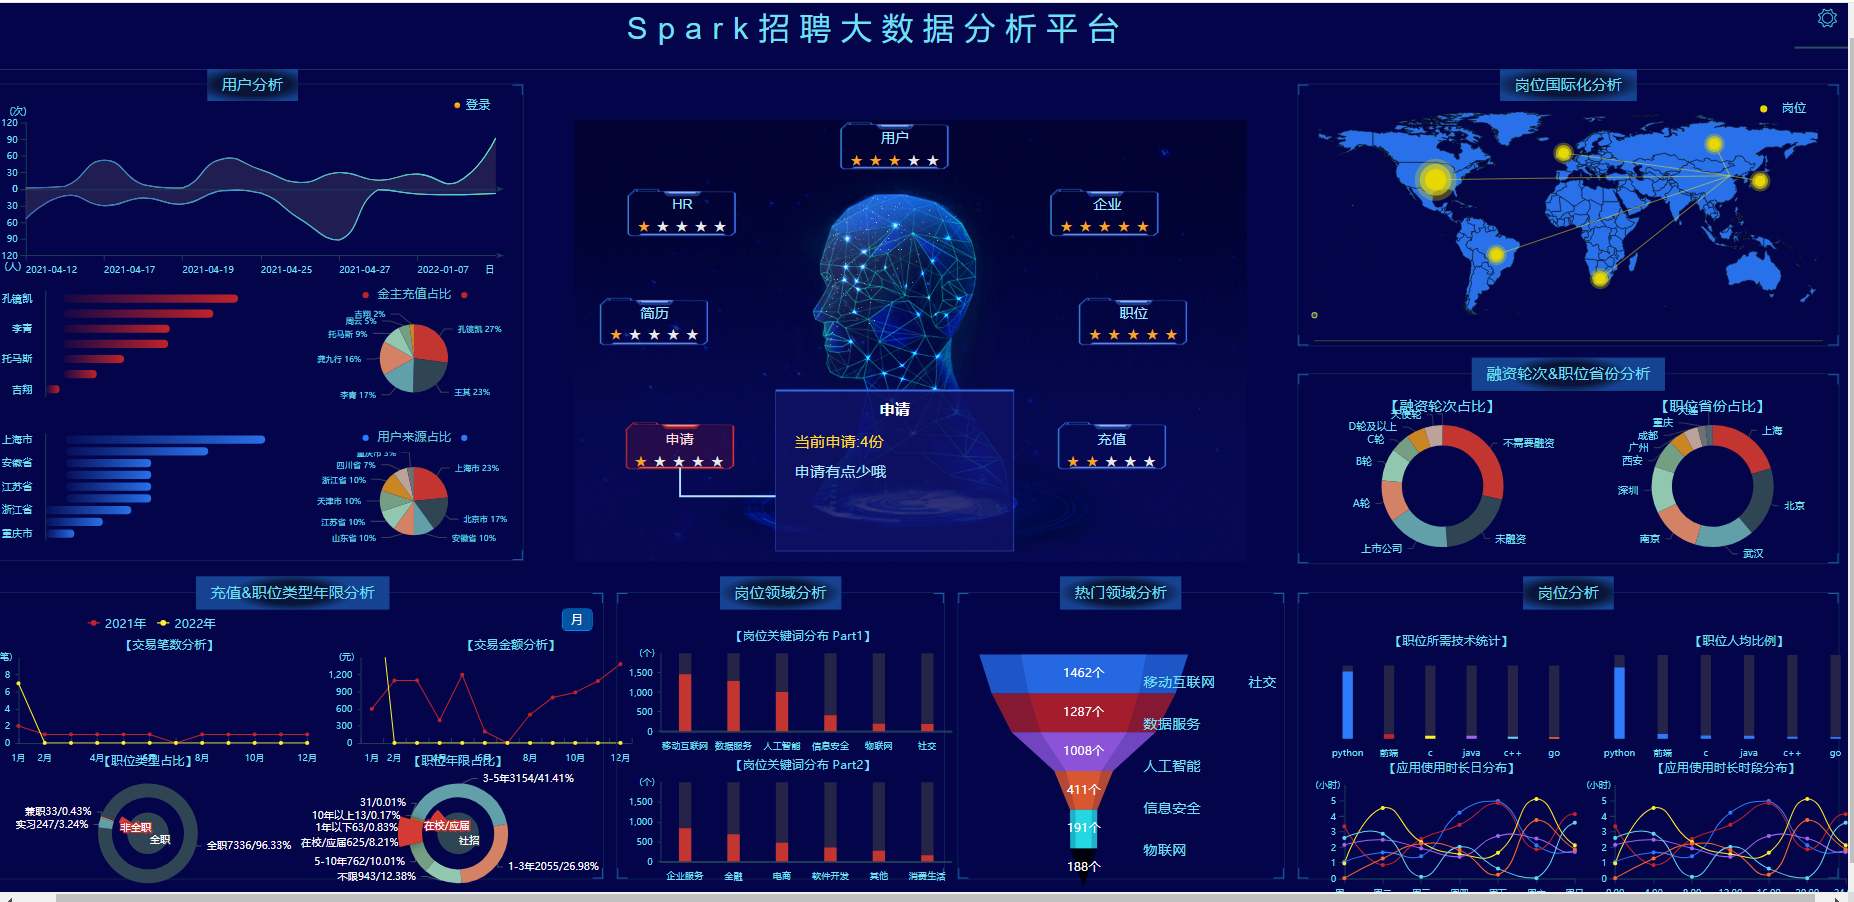 Spark招聘大数据分析平台
用户分析
登录
(次)
120
90
60
30
0
30
60
90
120
(人)
2021-04-12 2021-04-17 2021-04-19 2021-04-25 2021-04-27 2022-01-07 日
孔镜凯
李青
托马斯
吉翔
金主充值占比
吉翔 2%
周云 5%
托马斯 9%
龚九行 16%
李青 17%
王其 23%
孔镜凯 27%
上海市
安徽省
江苏省
浙江省
重庆市
用户来源占比
重庆市 3%
四川省 7%
浙江省 10%
天津市 10%
江苏省 10%
山东省 10%
安徽省 10%
北京市 17%
上海市 23%
用户
HR
企业
简历
职位
申请
充值
申请
当前申请:4份
申请有点少哦
岗位国际化分析
岗位
融资轮次&职位省份分析
【融资轮次占比】
天使轮
D轮及以上
C轮
B轮
A轮
上市公司
未融资
不需要融资
【职位省份占比】
大连
重庆
成都
广州
西安
深圳
南京
武汉
北京
上海
充值&职位类型年限分析
月
2021年 2022年
【交易笔数分析】
笔)
8
6
4
2
0
1月 2月 4月 6月 8月 10月 12月
【交易金额分析】
(元)
1,200
900
600
300
0
1月 2月 4月 6月 8月 10月 12月
【职位类型占比】
兼职33/0.43%
实习247/3.24%
非全职
全职
全职7336/96.33%
【职位年限占比】
3-5年3154/41.41%
31/0.01%
10年以上13/0.17%
1年以下63/0.83%
在校/应届625/8.21%
5-10年762/10.01%
不限943/12.38%
1-3年2055/26.98%
在校/应届
社招
岗位领域分析
【岗位关键词分布 Part1】
(个)
1,500
1,000
500
0
移动互联网 数据服务 人工智能 信息安全 物联网 社交
【岗位关键词分布 Part2】
(个)
1,500
1,000
500
0
企业服务 金融 电商 软件开发 其他 消费生活
热门领域分析
1462个
1287个
1008个
411个
191个
188个
移动互联网 社交
数据服务
人工智能
信息安全
物联网
岗位分析
【职位所需技术统计】
python 前端 c java c++ go
【职位人均比例】
python 前端 c java c++ go
【应用使用时长日分布】
(小时)
5
4
3
2
1
0
【应用使用时长时段分布】
(小时)
5
4
3
2
1
0
0:00 4:00 8:00 12:00 16:00 20:00 24